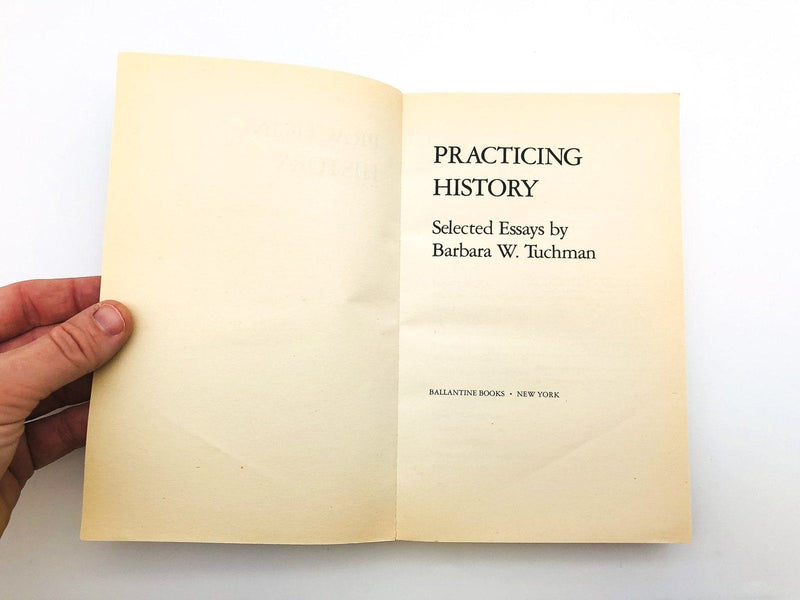 PRACTICING
HISTORY
Selected Essays by
Barbara W. Tuchman
BALLANTINE BOOKS • NEW YORK